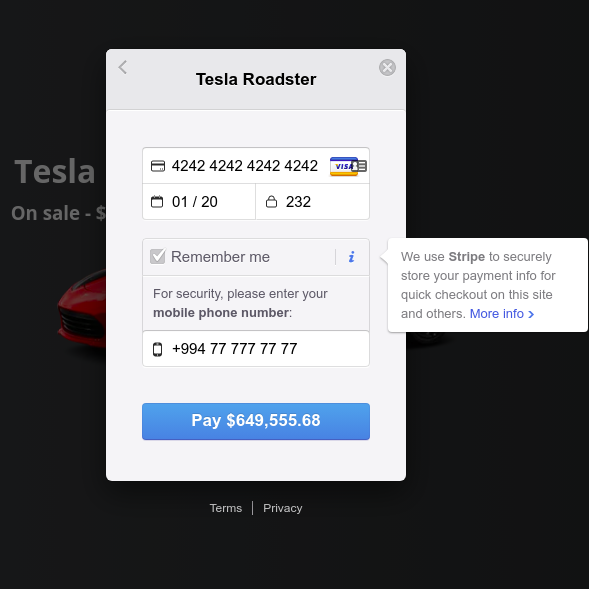 Tesla Roadster
Tesla
On sale - $
4242 4242 4242 4242 VISA
01 / 20 232
Remember me i
For security, please enter your
mobile phone number:
+994 77 777 77 77
Pay $649,555.68
We use Stripe to securely
store your payment info for
quick checkout on this site
and others. More info ›
Terms | Privacy